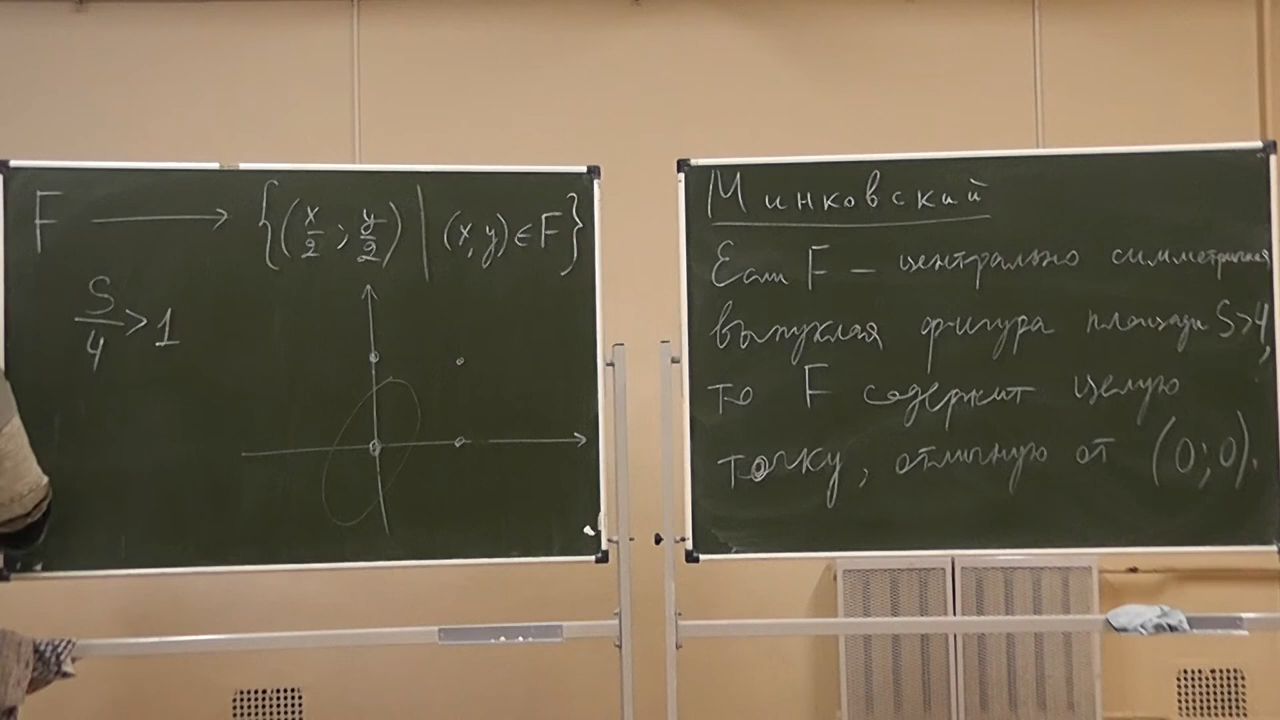 F ⟶ {(x/2; y/2) | (x, y) ∈ F}
S/4 > 1
Минковский
Если F – центрально симметричная
выпуклая фигура площади S>4,
то F содержит целую
точку, отличную от (0; 0).